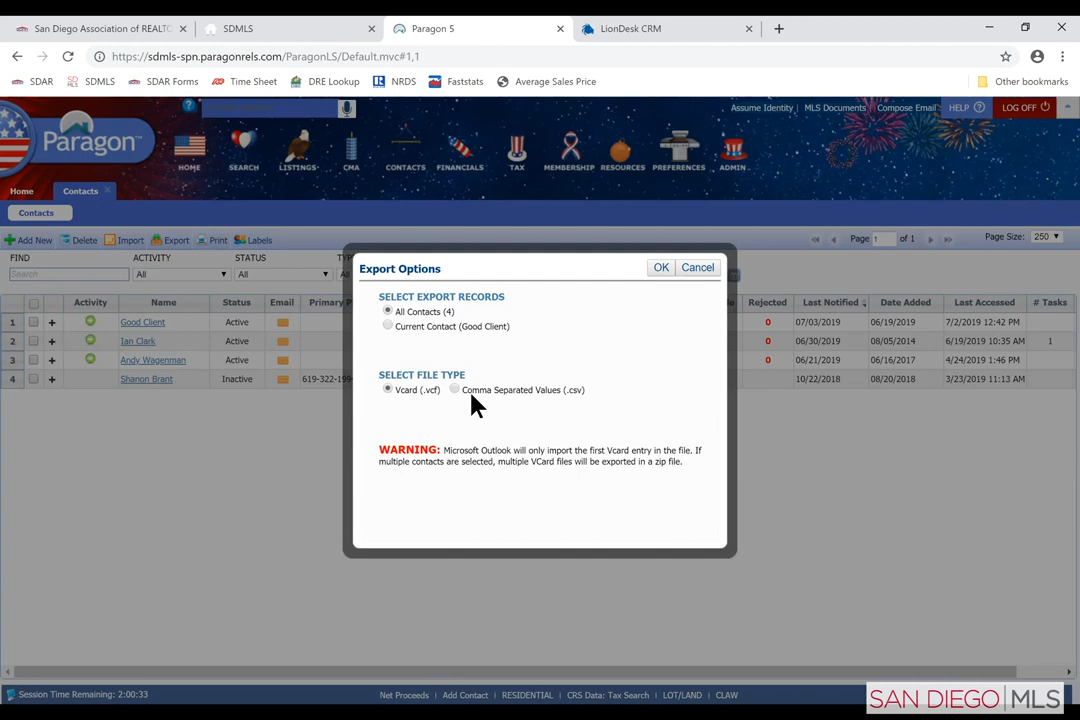 San Diego Association of REALTO
SDMLS
Paragon 5
LionDesk CRM
https://sdmls-spn.paragonrels.com/ParagonLS/Default.mvc#1,1
SDAR
SDMLS
SDAR Forms
Time Sheet
DRE Lookup
NRDS
Faststats
Average Sales Price
Other bookmarks
Assume Identity
MLS Documents
Compose Email
HELP
LOG OFF
Paragon™
HOME
SEARCH
LISTINGS
CMA
CONTACTS
FINANCIALS
TAX
MEMBERSHIP
RESOURCES
PREFERENCES
ADMIN
Home
Contacts
Contacts
Add New
Delete
Import
Export
Print
Labels
Page 1 of 1
Page Size: 250
FIND
ACTIVITY
STATUS
Search
All
All
All
Activity
Name
Status
Email
Rejected
Last Notified
Date Added
Last Accessed
# Tasks
1 Good Client Active 0 07/03/2019 06/19/2019 7/2/2019 12:42 PM
2 Ian Clark Active 0 06/30/2019 08/05/2014 6/19/2019 10:35 AM 1
3 Andy Wagenman Active 0 06/21/2019 06/16/2017 4/24/2019 1:46 PM
4 Shanon Brant Inactive 10/22/2018 08/20/2018 3/23/2019 11:13 AM
Export Options
OK
Cancel
SELECT EXPORT RECORDS
All Contacts (4)
Current Contact (Good Client)
SELECT FILE TYPE
Vcard (.vcf)
Comma Separated Values (.csv)
WARNING: Microsoft Outlook will only import the first Vcard entry in the file. If
multiple contacts are selected, multiple VCard files will be exported in a zip file.
Session Time Remaining: 2:00:33
Net Proceeds
Add Contact
RESIDENTIAL
CRS Data: Tax Search
LOT/LAND
CLAW
SAN DIEGO MLS